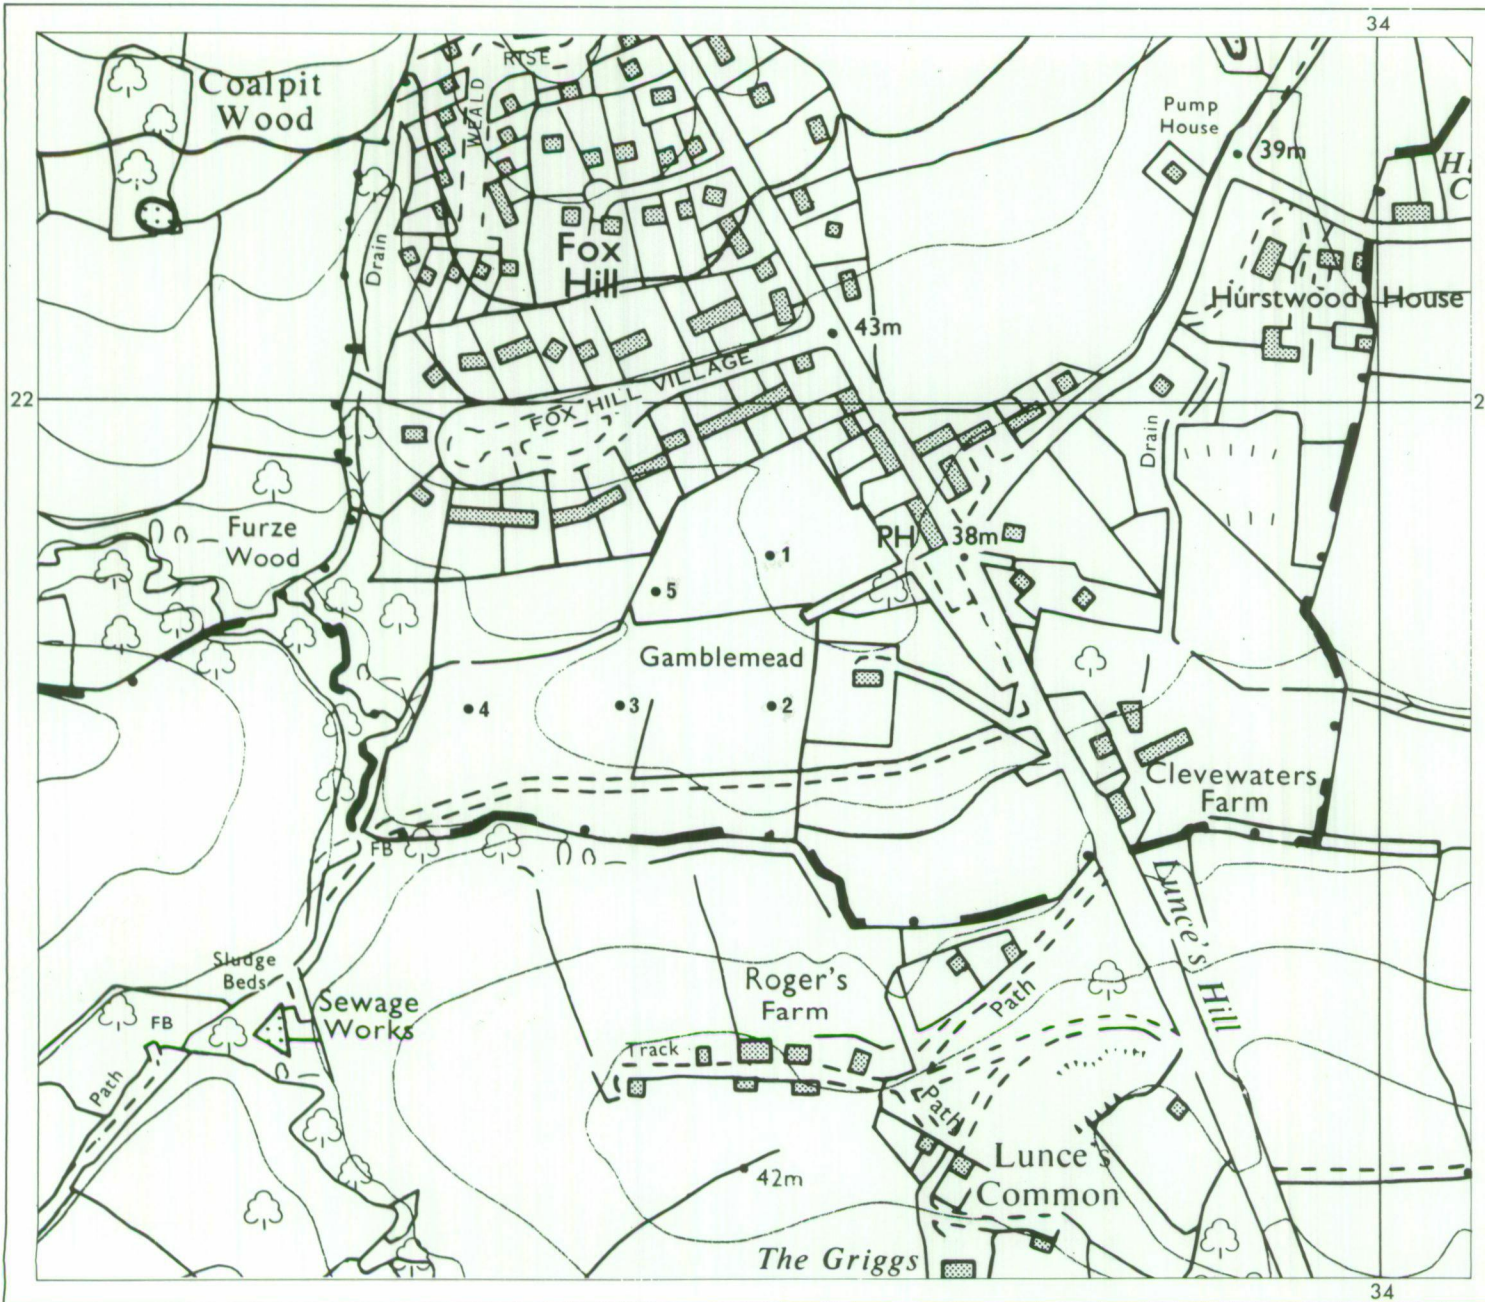 34
RISE
Coalpit
Wood
WEALD
Pump
House
39m
Drain
Fox
Hill
Hurstwood House
43m
22
FOX HILL VILLAGE
Drain
Furze
Wood
PH
38m
1
5
Gamblemead
4
3
2
Clevewaters
Farm
FB
Lunce's Hill
Sludge
Beds
Sewage
Works
Roger's
Farm
Path
FB
Track
Path
Path
Lunce's
Common
42m
The Griggs
34